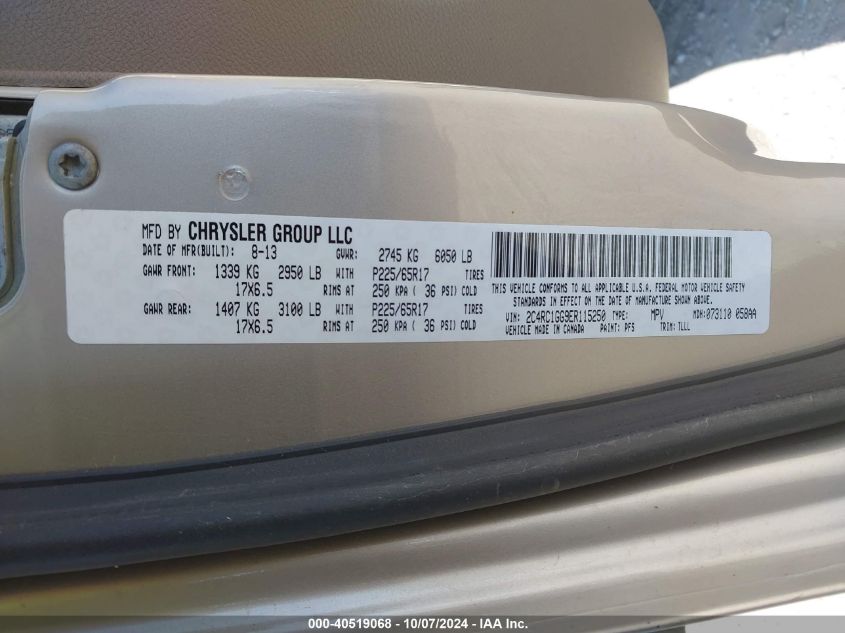 MFD BY CHRYSLER GROUP LLC
DATE OF MFR(BUILT): 8-13 GVWR: 2745 KG 6050 LB
GAWR FRONT: 1339 KG 2950 LB WITH P225/65R17 TIRES
17X6.5 RIMS AT 250 KPA ( 36 PSI) COLD
GAWR REAR: 1407 KG 3100 LB WITH P225/65R17 TIRES
17X6.5 RIMS AT 250 KPA ( 36 PSI) COLD
THIS VEHICLE CONFORMS TO ALL APPLICABLE U.S.A. FEDERAL MOTOR VEHICLE SAFETY
STANDARDS IN EFFECT ON THE DATE OF MANUFACTURE SHOWN ABOVE.
VIN: 2C4RC1GG9ER115250 TYPE: MPV MDH:073110 058AA
VEHICLE MADE IN CANADA PAINT: PFS TRIM: TLLL
000-40519068 - 10/07/2024 - IAA Inc.